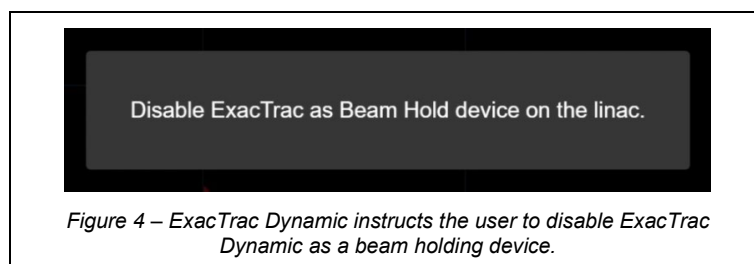 Disable ExacTrac as Beam Hold device on the linac.
Figure 4 – ExacTrac Dynamic instructs the user to disable ExacTrac
Dynamic as a beam holding device.